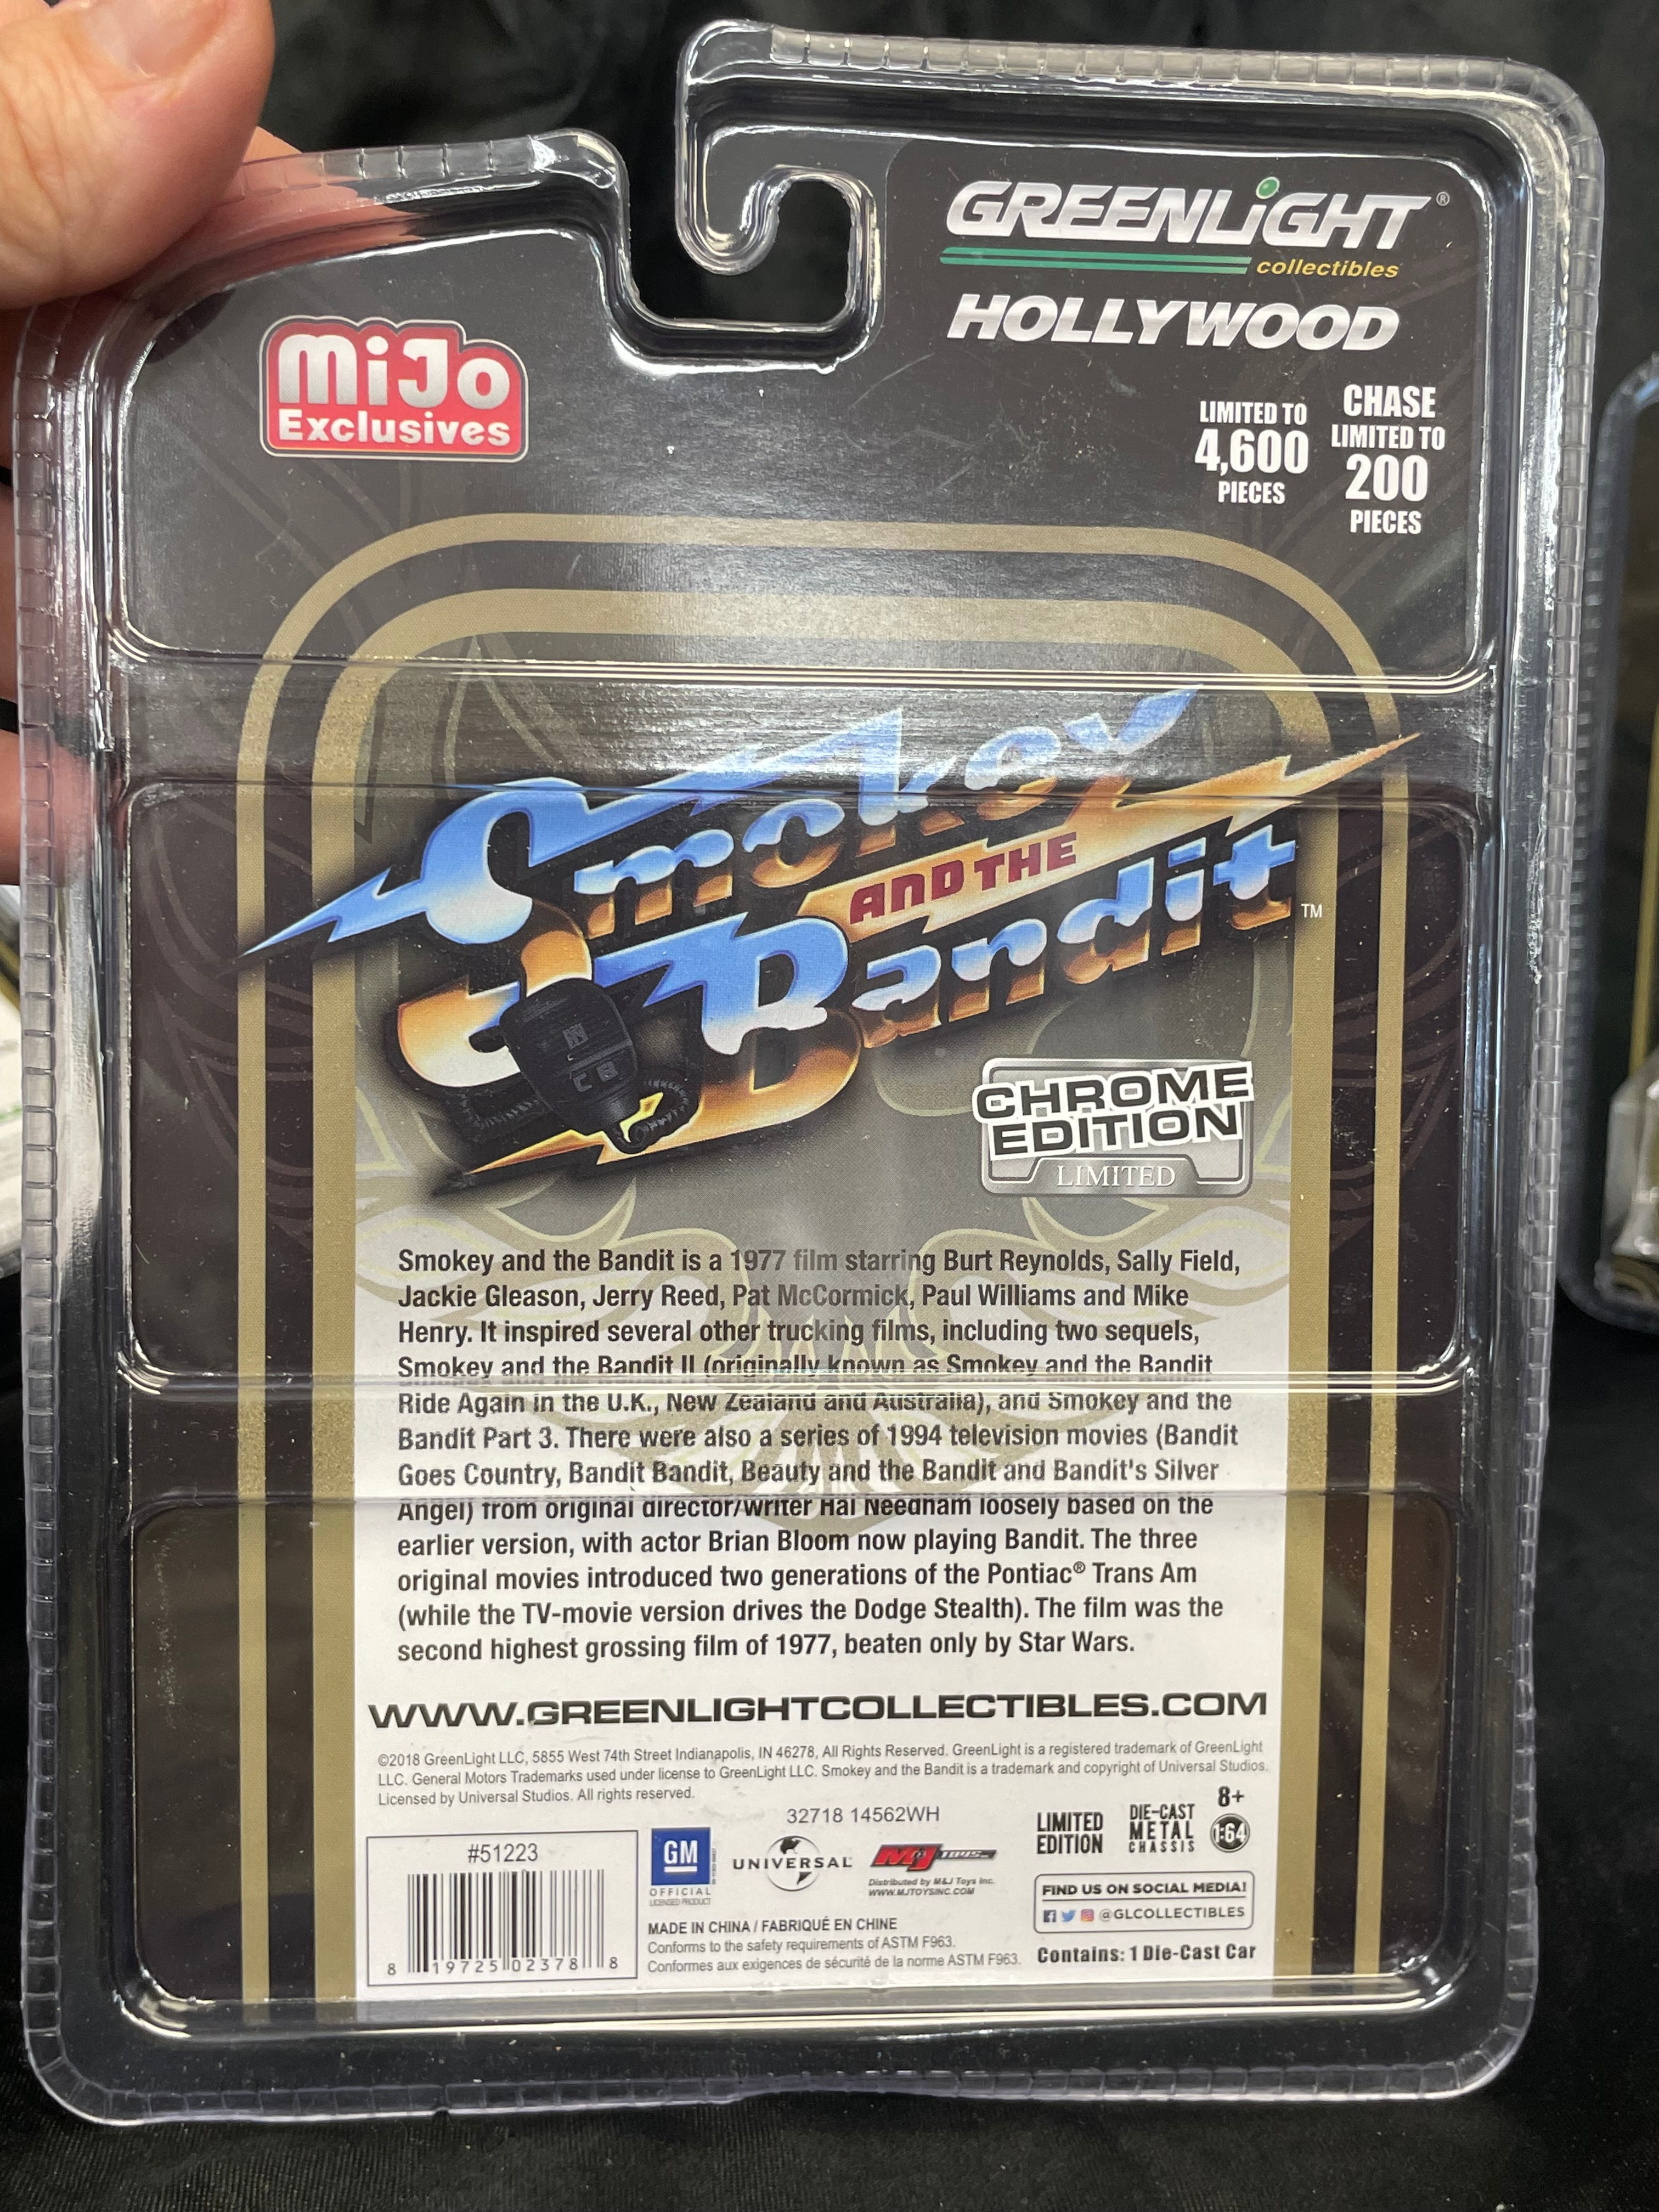 GREENLIGHT®
collectibles
HOLLYWOOD
MiJo
Exclusives
LIMITED TO
4,600
PIECES
CHASE
LIMITED TO
200
PIECES
Smokey
AND THE
Bandit™
CB
CHROME
EDITION
LIMITED
Smokey and the Bandit is a 1977 film starring Burt Reynolds, Sally Field,
Jackie Gleason, Jerry Reed, Pat McCormick, Paul Williams and Mike
Henry. It inspired several other trucking films, including two sequels,
Smokey and the Bandit II (originally known as Smokey and the Bandit
Ride Again in the U.K., New Zealand and Australia), and Smokey and the
Bandit Part 3. There were also a series of 1994 television movies (Bandit
Goes Country, Bandit Bandit, Beauty and the Bandit and Bandit's Silver
Angel) from original director/writer Hal Needham loosely based on the
earlier version, with actor Brian Bloom now playing Bandit. The three
original movies introduced two generations of the Pontiac® Trans Am
(while the TV-movie version drives the Dodge Stealth). The film was the
second highest grossing film of 1977, beaten only by Star Wars.
WWW.GREENLIGHTCOLLECTIBLES.COM
©2018 GreenLight LLC, 5855 West 74th Street Indianapolis, IN 46278, All Rights Reserved. GreenLight is a registered trademark of GreenLight
LLC. General Motors Trademarks used under license to GreenLight LLC. Smokey and the Bandit is a trademark and copyright of Universal Studios.
Licensed by Universal Studios. All rights reserved.
32718 14562WH
#51223
8 19725 02378 8
GM
OFFICIAL
LICENSED PRODUCT
UNIVERSAL
M&J TOYS INC.
Distributed by M&J Toys Inc.
WWW.MJTOYSINC.COM
LIMITED
EDITION
DIE-CAST
METAL
CHASSIS
8+
1:64
FIND US ON SOCIAL MEDIA!
@GLCOLLECTIBLES
MADE IN CHINA / FABRIQUÉ EN CHINE
Conforms to the safety requirements of ASTM F963.
Conformes aux exigences de sécurité de la norme ASTM F963.
Contains: 1 Die-Cast Car